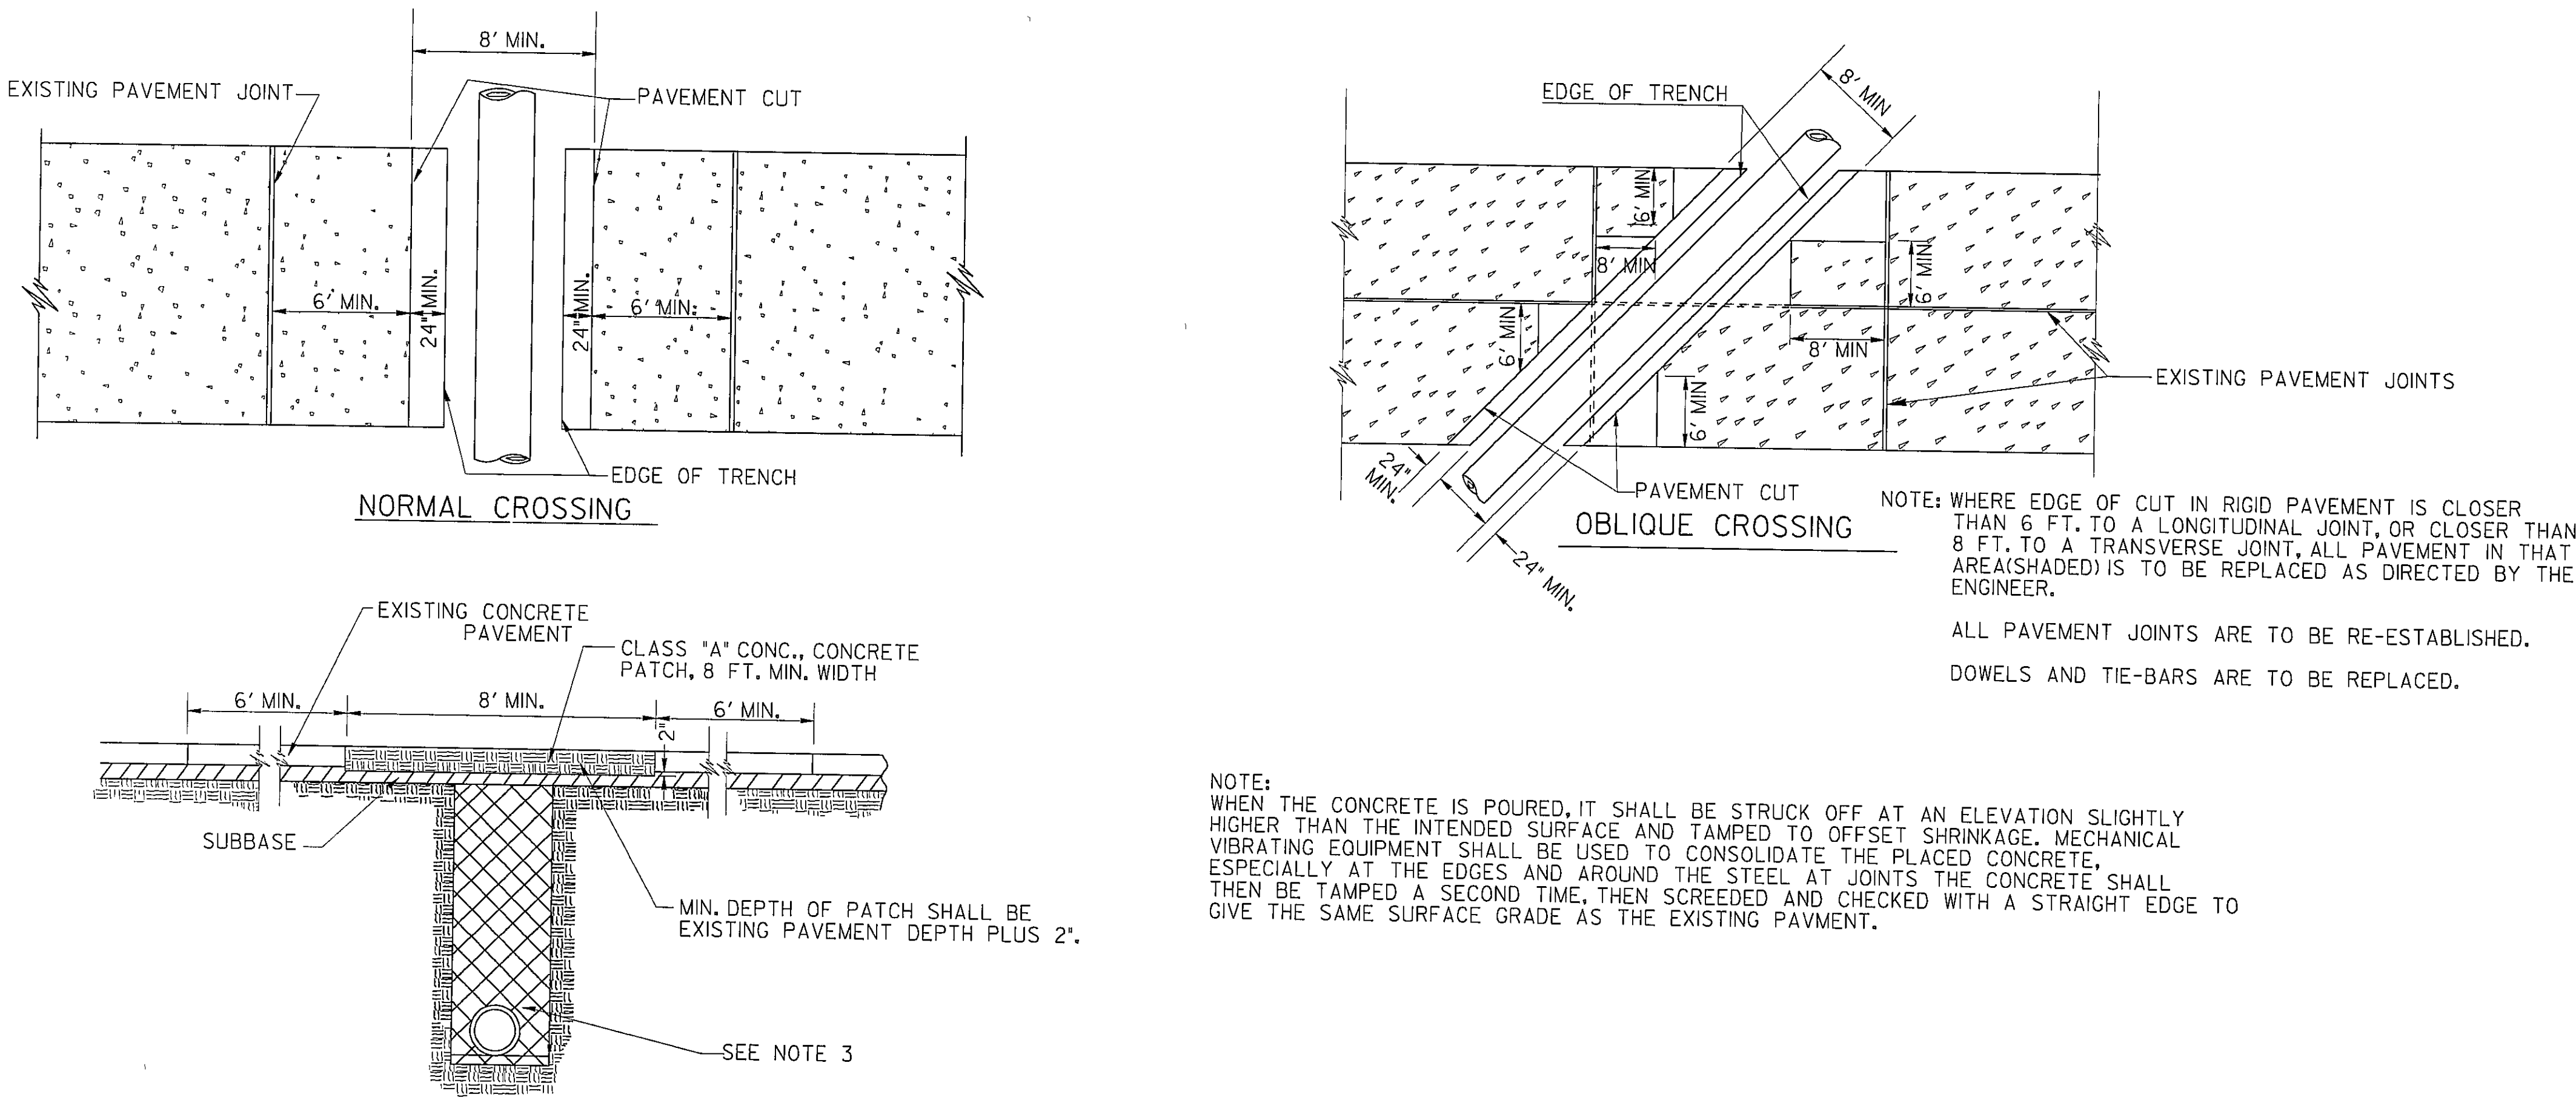 8' MIN.
EXISTING PAVEMENT JOINT
PAVEMENT CUT
6' MIN.
24" MIN.
24" MIN.
6' MIN.
EDGE OF TRENCH
NORMAL CROSSING
EDGE OF TRENCH
8' MIN
6' MIN
8' MIN
6' MIN
6' MIN
8' MIN
6' MIN
EXISTING PAVEMENT JOINTS
24"
MIN.
PAVEMENT CUT
OBLIQUE CROSSING
24" MIN.
NOTE: WHERE EDGE OF CUT IN RIGID PAVEMENT IS CLOSER
THAN 6 FT. TO A LONGITUDINAL JOINT, OR CLOSER THAN
8 FT. TO A TRANSVERSE JOINT, ALL PAVEMENT IN THAT
AREA(SHADED) IS TO BE REPLACED AS DIRECTED BY THE
ENGINEER.
ALL PAVEMENT JOINTS ARE TO BE RE-ESTABLISHED.
DOWELS AND TIE-BARS ARE TO BE REPLACED.
EXISTING CONCRETE
PAVEMENT
CLASS "A" CONC., CONCRETE
PATCH, 8 FT. MIN. WIDTH
6' MIN.
8' MIN.
6' MIN.
2"
SUBBASE
MIN. DEPTH OF PATCH SHALL BE
EXISTING PAVEMENT DEPTH PLUS 2".
SEE NOTE 3
NOTE:
WHEN THE CONCRETE IS POURED, IT SHALL BE STRUCK OFF AT AN ELEVATION SLIGHTLY
HIGHER THAN THE INTENDED SURFACE AND TAMPED TO OFFSET SHRINKAGE. MECHANICAL
VIBRATING EQUIPMENT SHALL BE USED TO CONSOLIDATE THE PLACED CONCRETE,
ESPECIALLY AT THE EDGES AND AROUND THE STEEL AT JOINTS THE CONCRETE SHALL
THEN BE TAMPED A SECOND TIME, THEN SCREEDED AND CHECKED WITH A STRAIGHT EDGE TO
GIVE THE SAME SURFACE GRADE AS THE EXISTING PAVMENT.